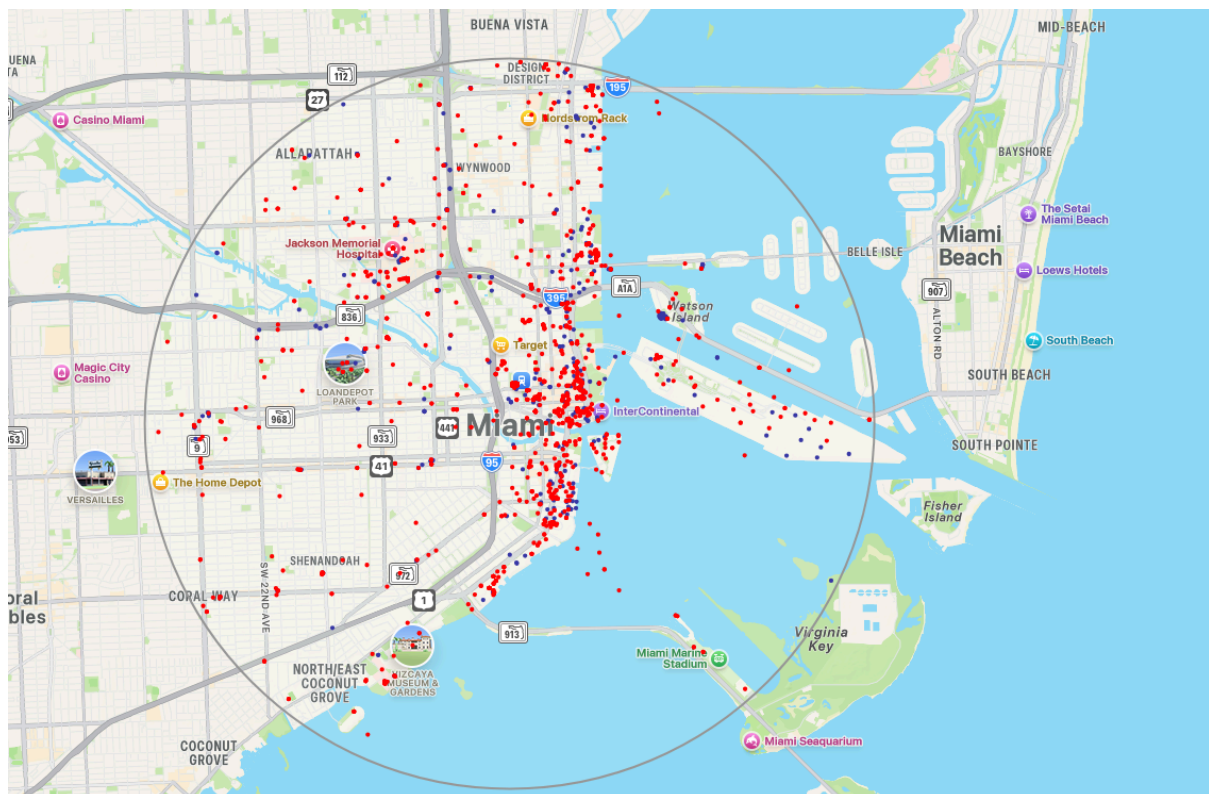 BUENA VISTA
MID-BEACH
DESIGN
DISTRICT
112
195
27
Casino Miami
Nordstrom Rack
ALLAPATTAH
WYNWOOD
BAYSHORE
The Setai
Miami Beach
Miami
Beach
Jackson Memorial
Hospital
BELLE ISLE
Loews Hotels
A1A
907
395
Watson
Island
836
ALTON RD
Target
South Beach
Magic City
Casino
LOANDEPOT
PARK
SOUTH BEACH
InterContinental
968
441
Miami
933
953
9
SOUTH POINTE
95
41
VERSAILLES
The Home Depot
Fisher
Island
SHENANDOAH
972
CORAL WAY
SW 22ND AVE
1
oral
bles
913
Virginia
Key
Miami Marine
Stadium
NORTH/EAST
COCONUT
GROVE
VIZCAYA
MUSEUM &
GARDENS
COCONUT
GROVE
Miami Seaquarium